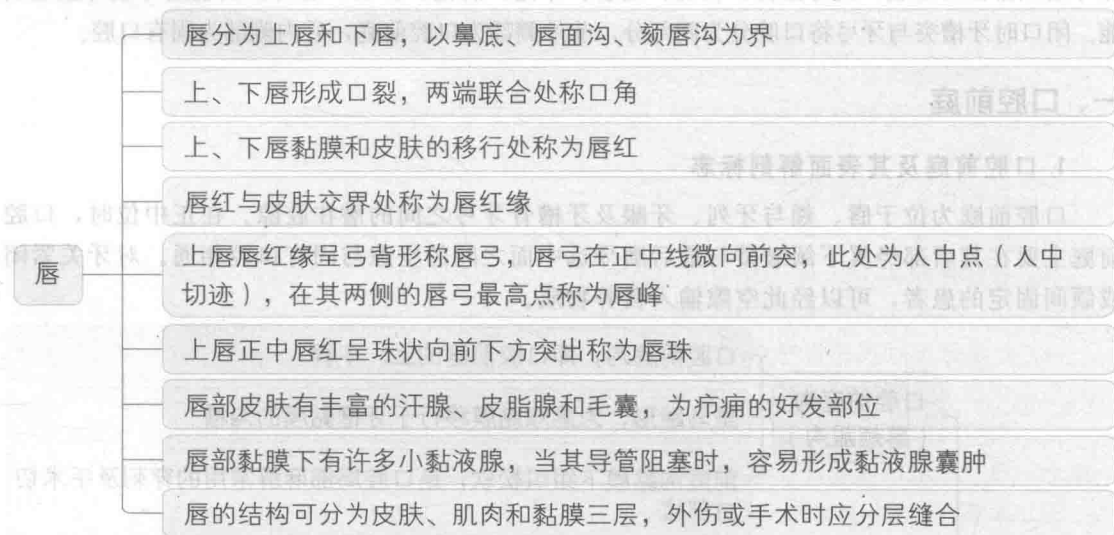 唇分为上唇和下唇，以鼻底、唇面沟、颏唇沟为界
上、下唇形成口裂，两端联合处称口角
上、下唇黏膜和皮肤的移行处称为唇红
唇红与皮肤交界处称为唇红缘
唇
上唇唇红缘呈弓背形称唇弓，唇弓在正中线微向前突，此处为人中点（人中
切迹），在其两侧的唇弓最高点称为唇峰
上唇正中唇红呈珠状向前下方突出称为唇珠
唇部皮肤有丰富的汗腺、皮脂腺和毛囊，为疖痈的好发部位
唇部黏膜下有许多小黏液腺，当其导管阻塞时，容易形成黏液腺囊肿
唇的结构可分为皮肤、肌肉和黏膜三层，外伤或手术时应分层缝合